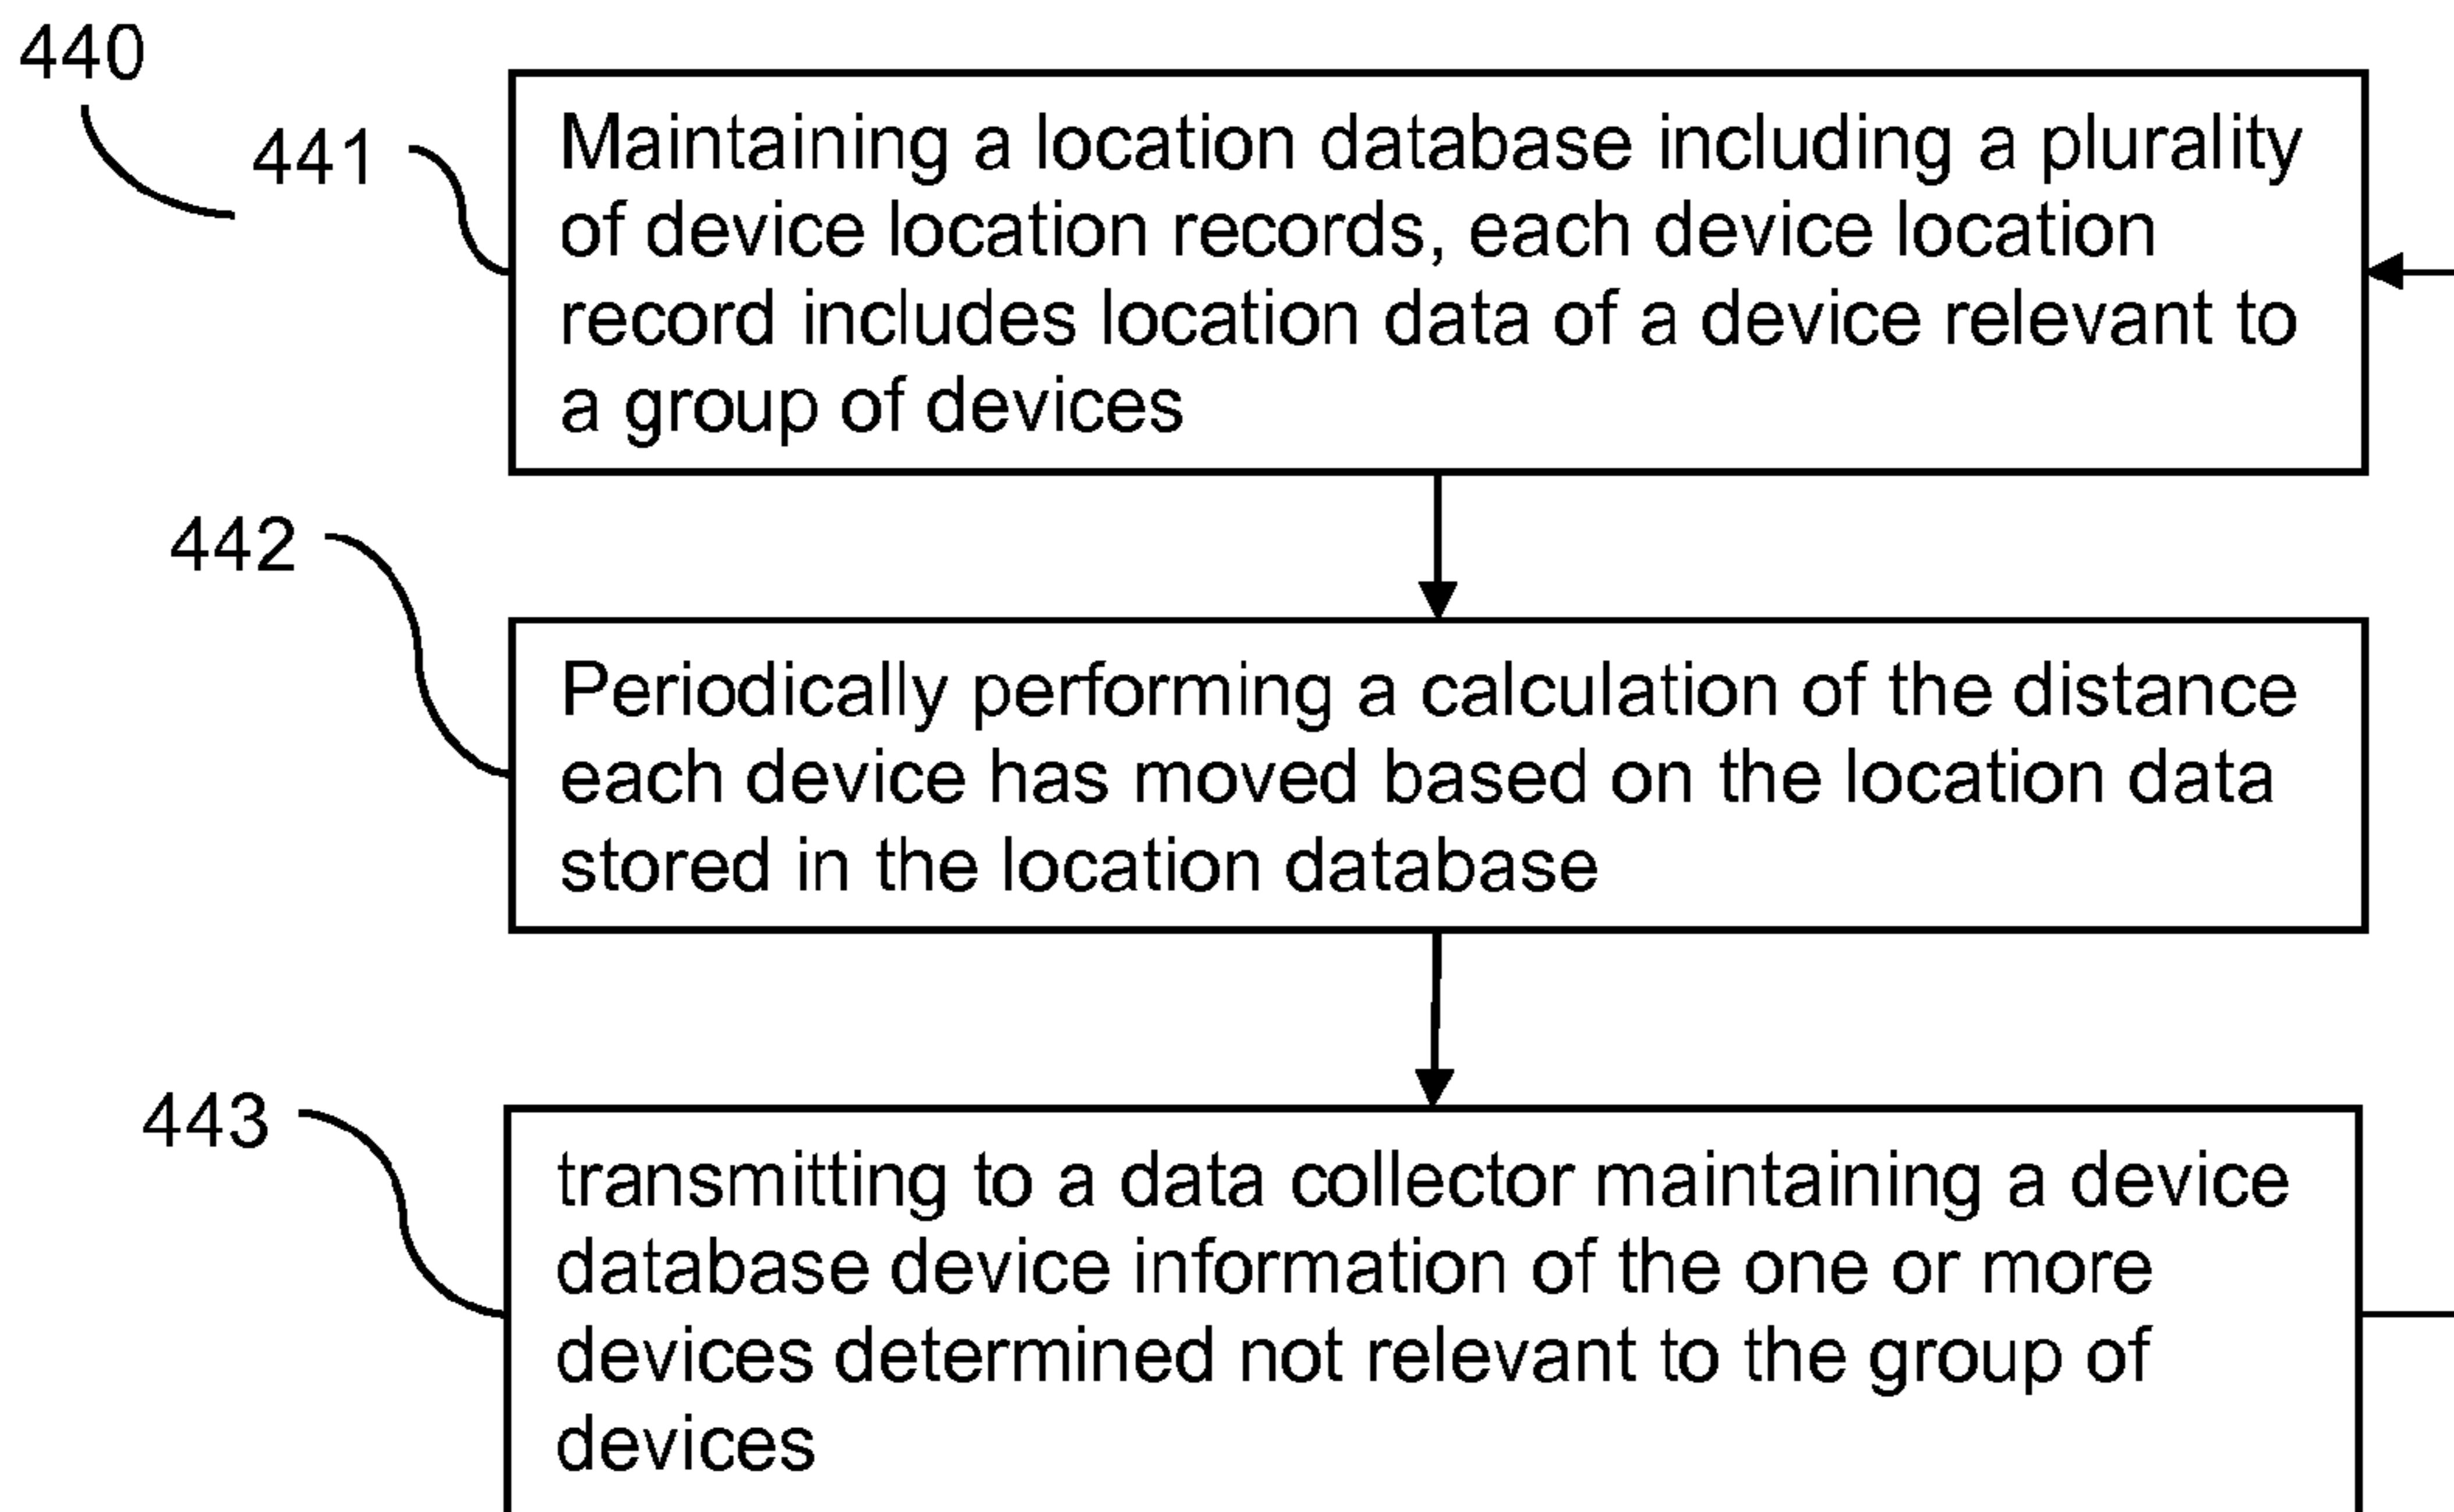 440
441
Maintaining a location database including a plurality
of device location records, each device location
record includes location data of a device relevant to
a group of devices
442
Periodically performing a calculation of the distance
each device has moved based on the location data
stored in the location database
443
transmitting to a data collector maintaining a device
database device information of the one or more
devices determined not relevant to the group of
devices